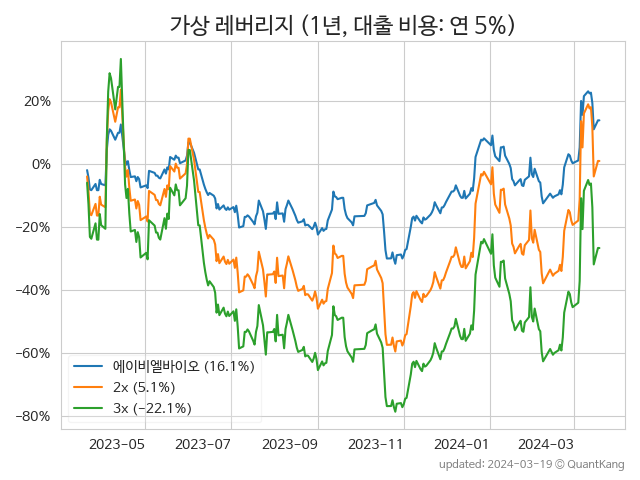 가상 레버리지 (1년, 대출 비용: 연 5%)
20%
0%
−20%
−40%
−60%
−80%
에이비엘바이오 (16.1%)
2x (5.1%)
3x (−22.1%)
2023-05 2023-07 2023-09 2023-11 2024-01 2024-03
updated: 2024-03-19 © QuantKang